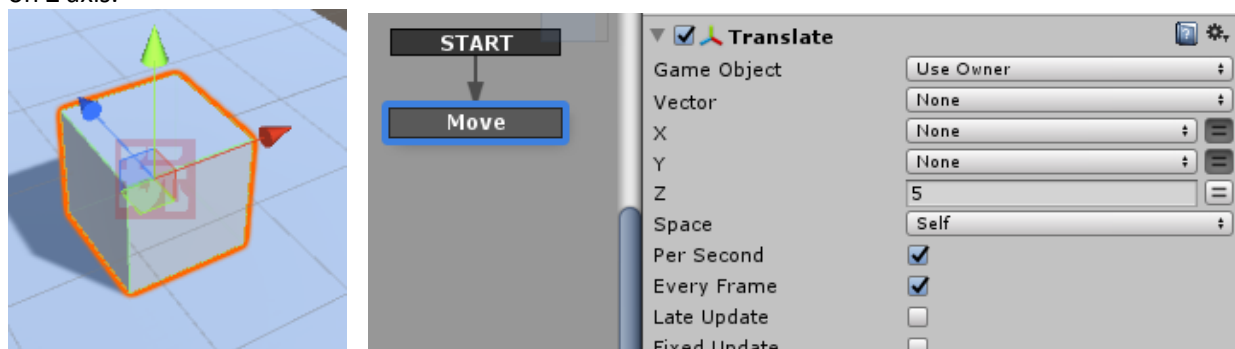 on Z axis.
START
Move
Translate
Game Object Use Owner
Vector None
X None
Y None
Z 5
Space Self
Per Second
Every Frame
Late Update
Fixed Update